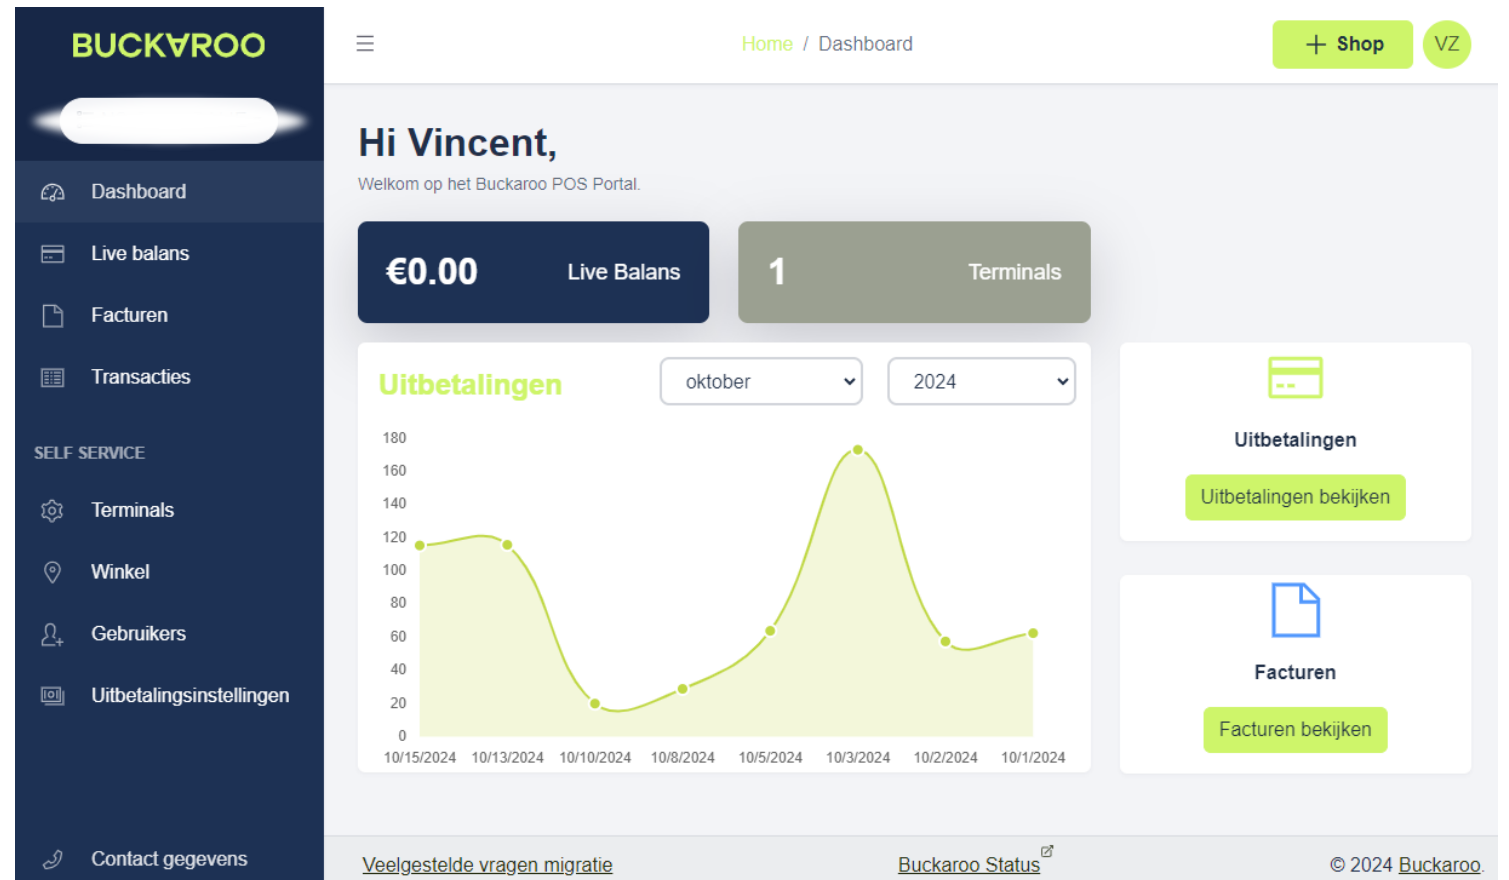 BUCKAROO
Home / Dashboard
+ Shop
VZ
Dashboard
Live balans
Facturen
Transacties
SELF SERVICE
Terminals
Winkel
Gebruikers
Uitbetalingsinstellingen
Contact gegevens
Hi Vincent,
Welkom op het Buckaroo POS Portal.
€0.00 Live Balans
1 Terminals
Uitbetalingen
oktober
2024
180
160
140
120
100
80
60
40
20
0
10/15/2024 10/13/2024 10/10/2024 10/8/2024 10/5/2024 10/3/2024 10/2/2024 10/1/2024
Uitbetalingen
Uitbetalingen bekijken
Facturen
Facturen bekijken
Veelgestelde vragen migratie
Buckaroo Status
© 2024 Buckaroo.